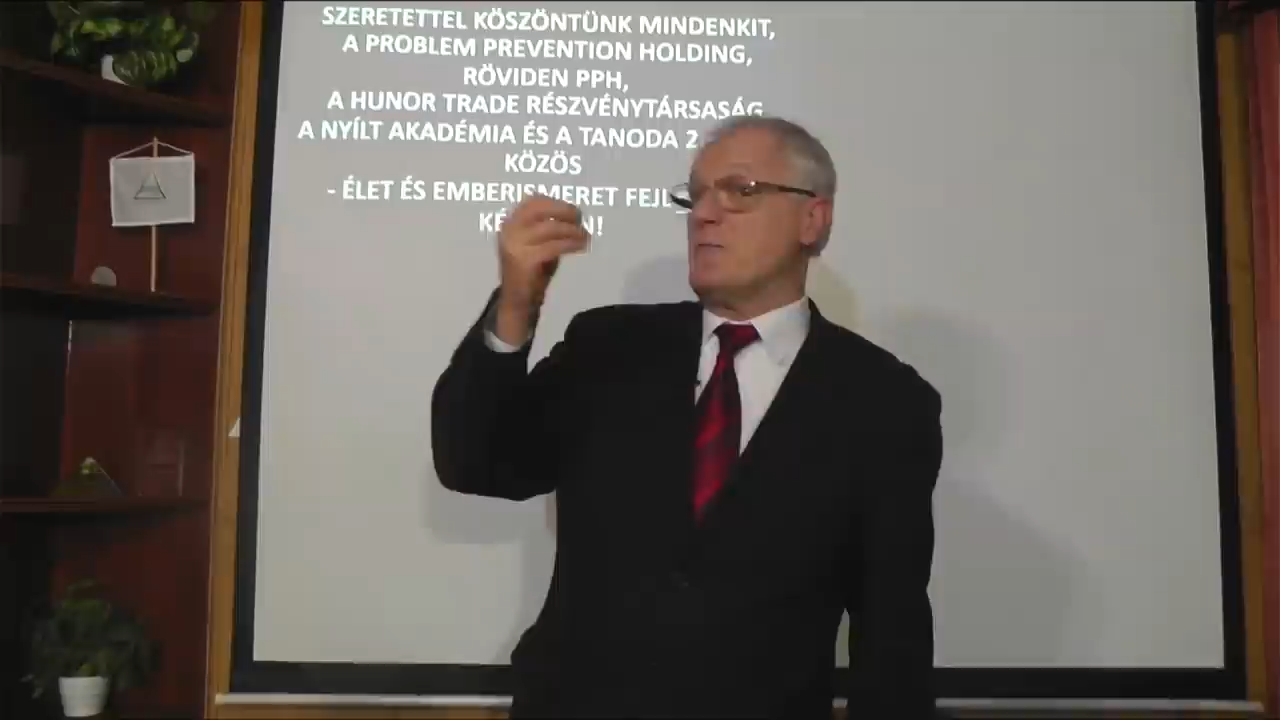 SZERETETTEL KÖSZÖNTÜNK MINDENKIT,
A PROBLEM PREVENTION HOLDING,
RÖVIDEN PPH,
A HUNOR TRADE RÉSZVÉNYTÁRSASÁG
A NYÍLT AKADÉMIA ÉS A TANODA 2
KÖZÖS
- ÉLET ÉS EMBERISMERET